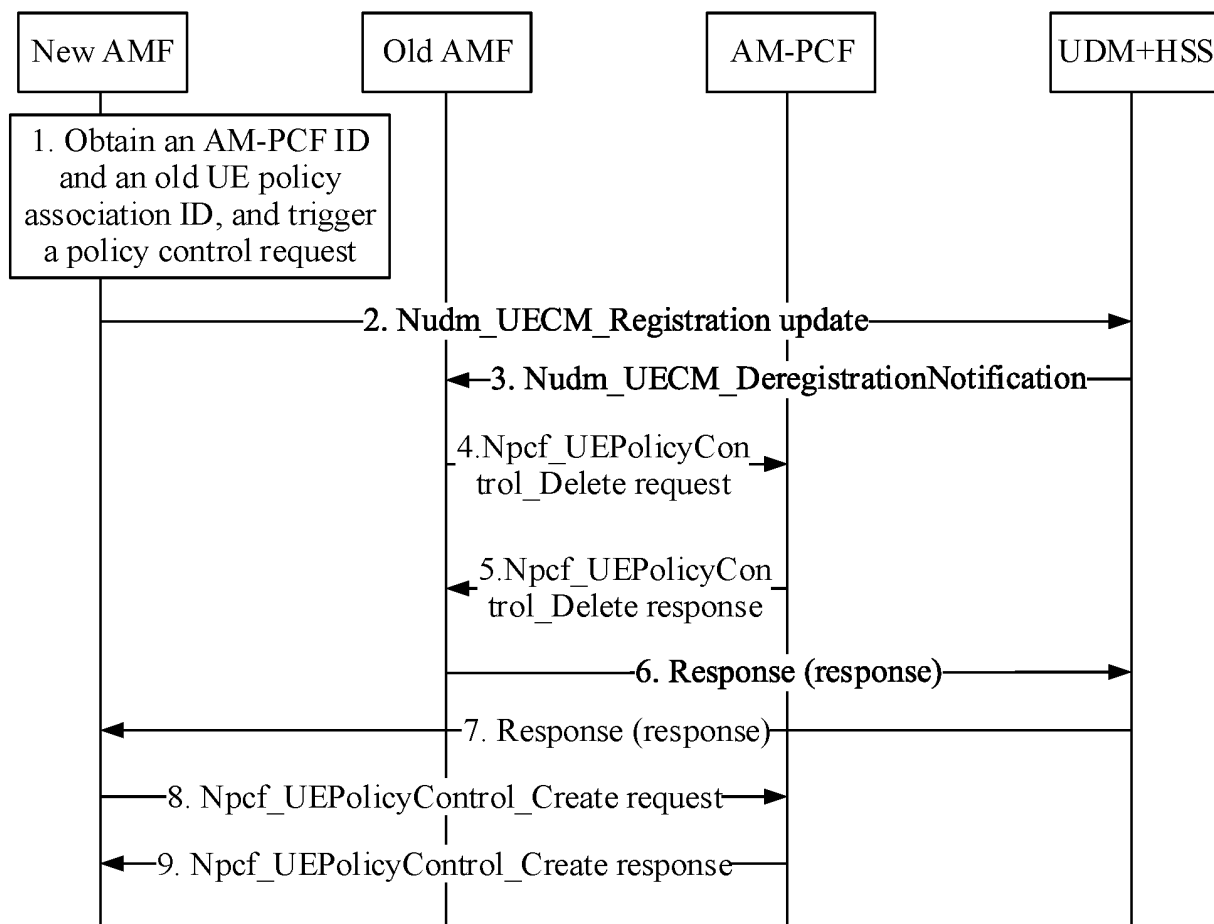 New AMF
Old AMF
AM-PCF
UDM+HSS
1. Obtain an AM-PCF ID
and an old UE policy
association ID, and trigger
a policy control request
2. Nudm_UECM_Registration update
3. Nudm_UECM_DeregistrationNotification
4.Npcf_UEPolicyCon
trol_Delete request
5.Npcf_UEPolicyCon
trol_Delete response
6. Response (response)
7. Response (response)
8. Npcf_UEPolicyControl_Create request
9. Npcf_UEPolicyControl_Create response